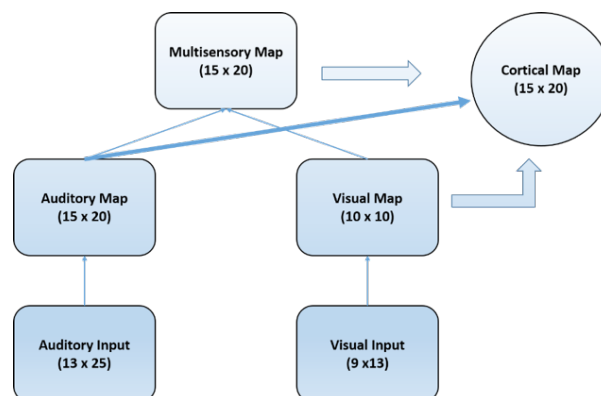 Multisensory Map
(15 x 20)
Cortical Map
(15 x 20)
Auditory Map
(15 x 20)
Visual Map
(10 x 10)
Auditory Input
(13 x 25)
Visual Input
(9 x13)